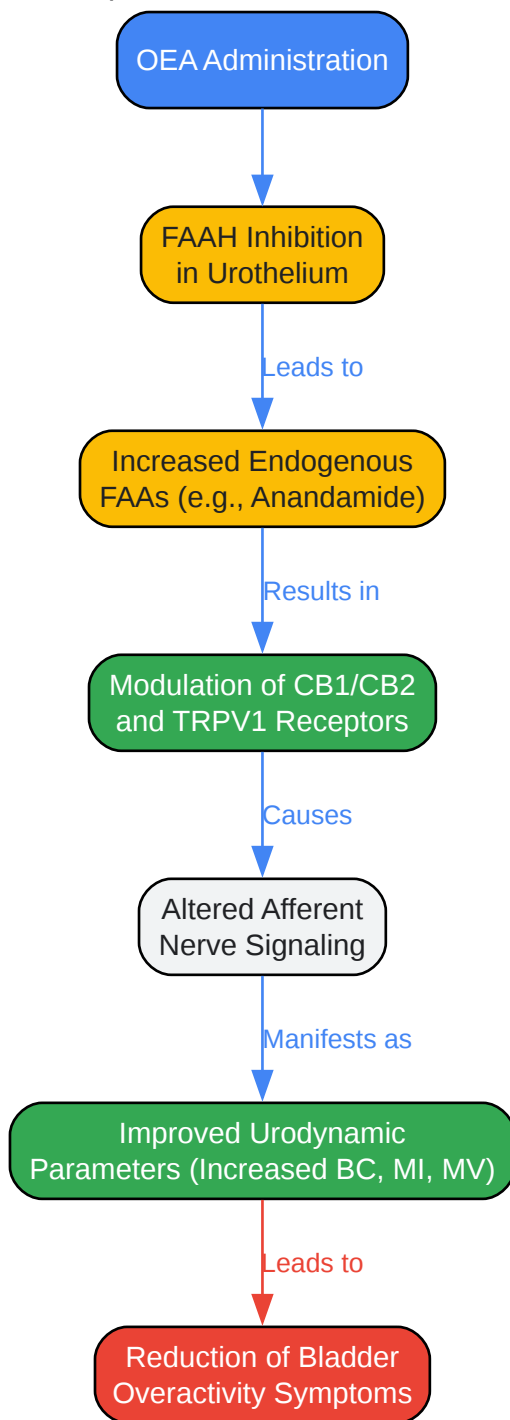 OEA Administration
FAAH Inhibition
in Urothelium
Leads to
Increased Endogenous
FAAs (e.g., Anandamide)
Results in
Modulation of CB1/CB2
and TRPV1 Receptors
Causes
Altered Afferent
Nerve Signaling
Manifests as
Improved Urodynamic
Parameters (Increased BC, MI, MV)
Leads to
Reduction of Bladder
Overactivity Symptoms